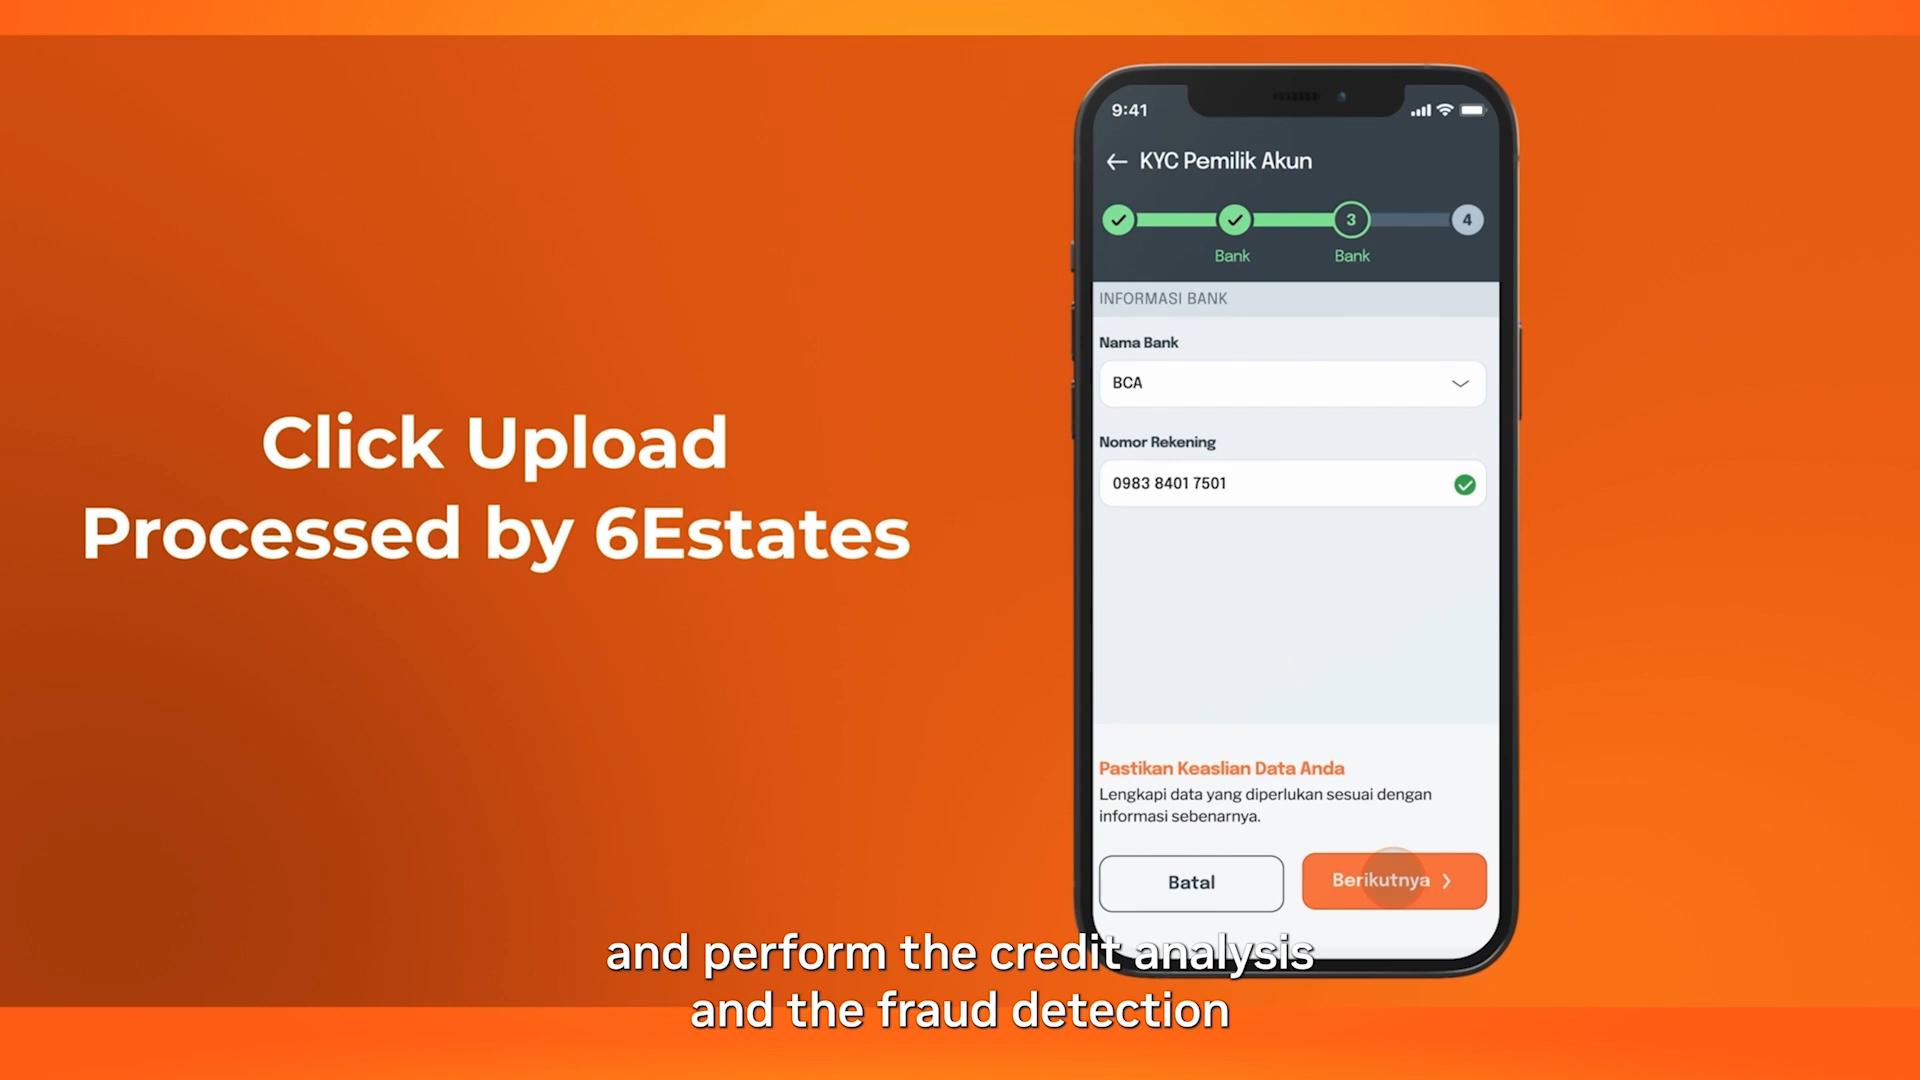 Click Upload
Processed by 6Estates
9:41
KYC Pemilik Akun
3
4
Bank
Bank
INFORMASI BANK
Nama Bank
BCA
Nomor Rekening
0983 8401 7501
Pastikan Keaslian Data Anda
Lengkapi data yang diperlukan sesuai dengan
informasi sebenarnya.
Batal
Berikutnya
and perform the credit analysis
and the fraud detection